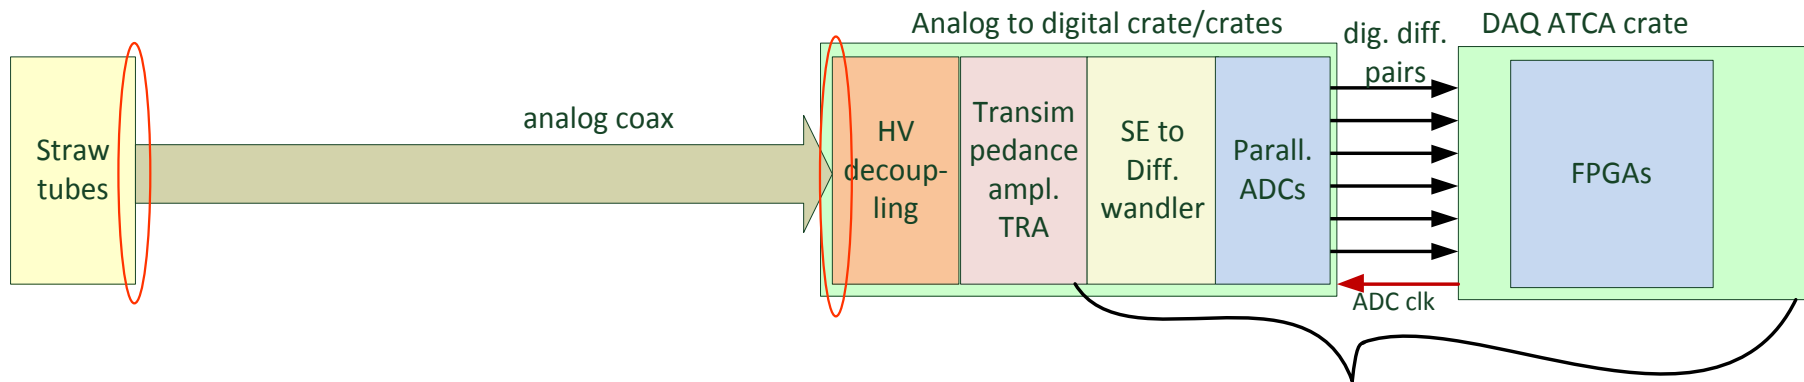 Analog to digital crate/crates
dig. diff.
pairs
DAQ ATCA crate
Straw
tubes
analog coax
HV
decoup-
ling
Transim
pedance
ampl.
TRA
SE to
Diff.
wandler
Parall.
ADCs
FPGAs
ADC clk